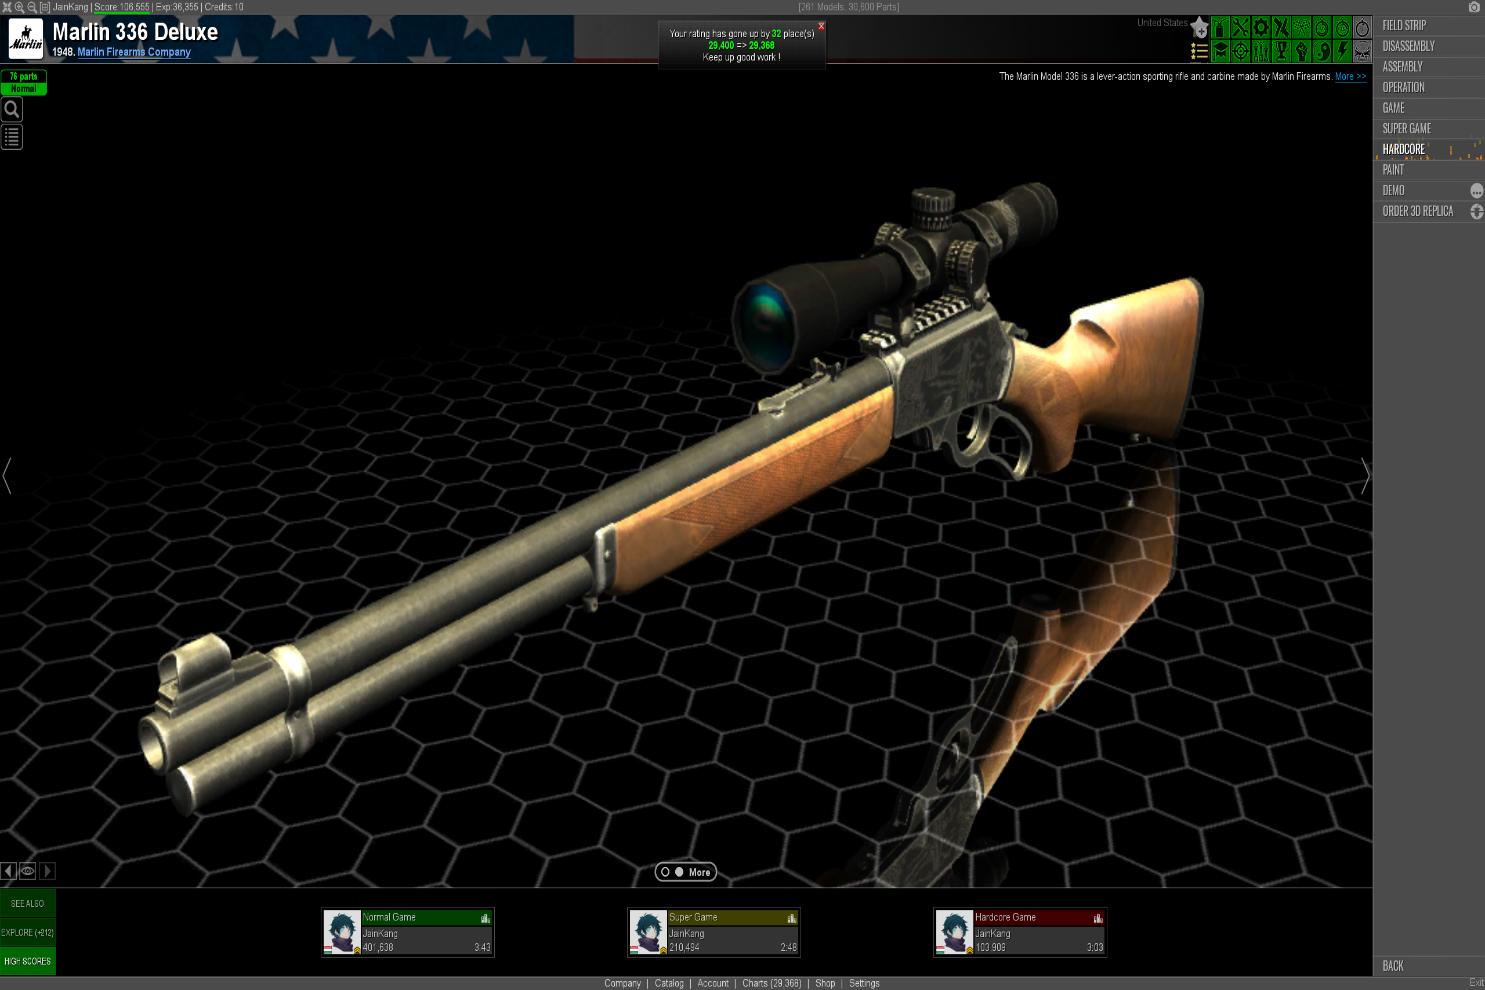 JainKang | Score:106,555 | Exp:36,355 | Credits:10
[261 Models. 30,600 Parts]
Marlin
Marlin 336 Deluxe
1948. Marlin Firearms Company
Your rating has gone up by 32 place(s)
29,400 => 29,368
Keep up good work !
X
United States
The Marlin Model 336 is a lever-action sporting rifle and carbine made by Marlin Firearms. More >>
76 parts
Normal
FIELD STRIP
DISASSEMBLY
ASSEMBLY
OPERATION
GAME
SUPER GAME
HARDCORE
PAINT
DEMO
ORDER 3D REPLICA
More
SEE ALSO
EXPLORE (+212)
HIGH SCORES
Normal Game
JainKang
401,638 3:43
Super Game
JainKang
210,494 2:48
Hardcore Game
JainKang
103,908 3:03
BACK
Company | Catalog | Account | Charts (29,368) | Shop | Settings
Exit